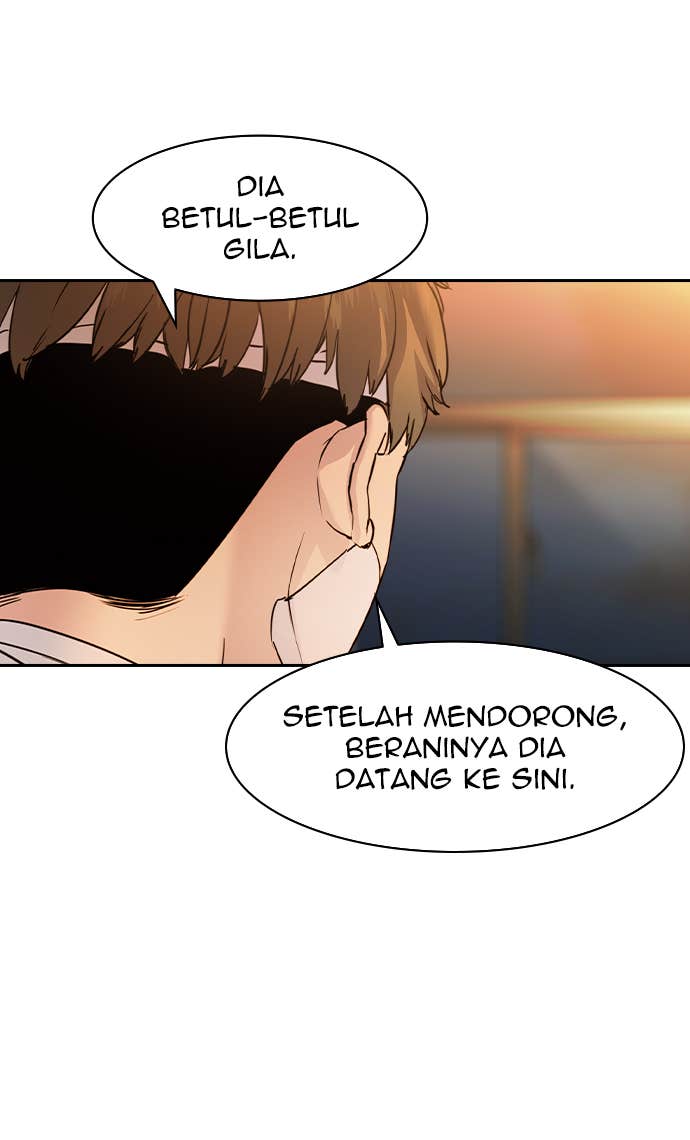 DIA
BETUL-BETUL
GILA.
SETELAH MENDORONG,
BERANINYA DIA
DATANG KE SINI.